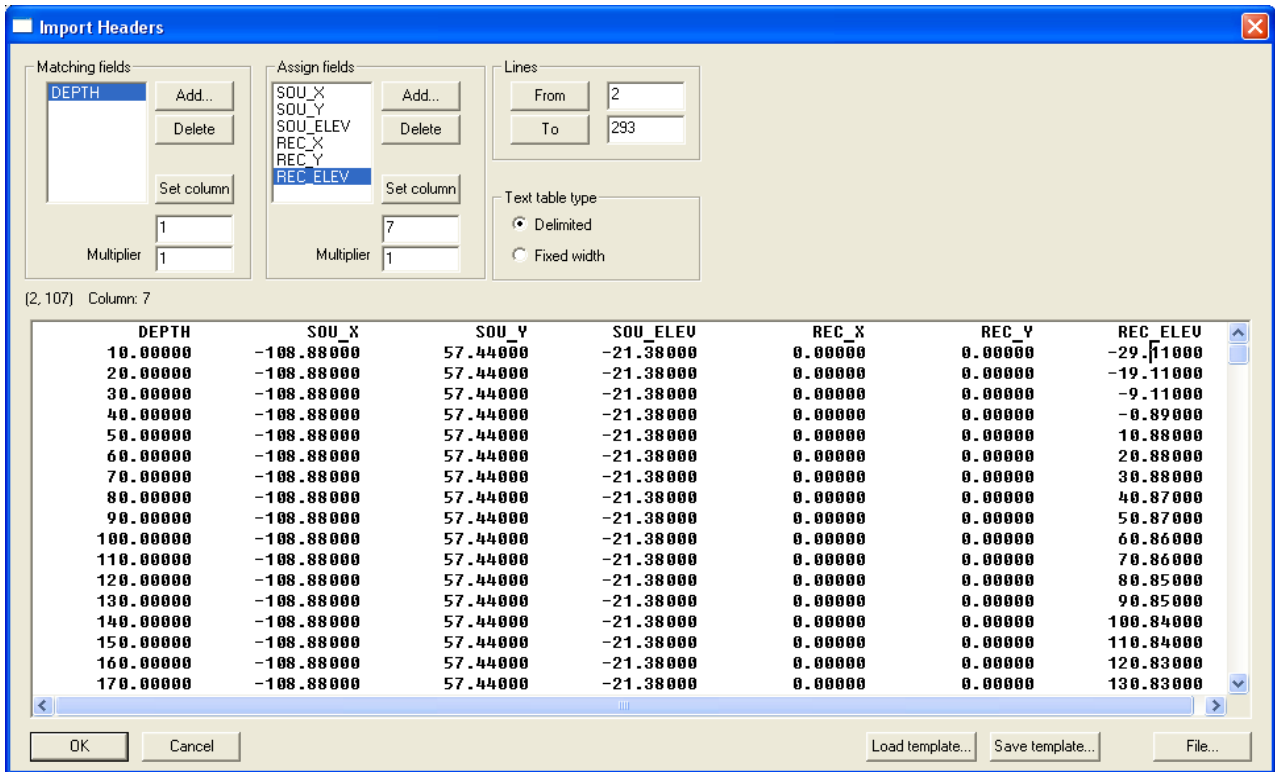 Import Headers
Matching fields
DEPTH
Add...
Delete
Set column
1
Multiplier 1
Assign fields
SOU_X
SOU_Y
SOU_ELEV
REC_X
REC_Y
REC_ELEV
Add...
Delete
Set column
7
Multiplier 1
Lines
From 2
To 293
Text table type
Delimited
Fixed width
(2, 107) Column: 7
DEPTH SOU_X SOU_Y SOU_ELEV REC_X REC_Y REC_ELEV
10.00000 -108.88000 57.44000 -21.38000 0.00000 0.00000 -29.11000
20.00000 -108.88000 57.44000 -21.38000 0.00000 0.00000 -19.11000
30.00000 -108.88000 57.44000 -21.38000 0.00000 0.00000 -9.11000
40.00000 -108.88000 57.44000 -21.38000 0.00000 0.00000 -0.89000
50.00000 -108.88000 57.44000 -21.38000 0.00000 0.00000 10.88000
60.00000 -108.88000 57.44000 -21.38000 0.00000 0.00000 20.88000
70.00000 -108.88000 57.44000 -21.38000 0.00000 0.00000 30.88000
80.00000 -108.88000 57.44000 -21.38000 0.00000 0.00000 40.87000
90.00000 -108.88000 57.44000 -21.38000 0.00000 0.00000 50.87000
100.00000 -108.88000 57.44000 -21.38000 0.00000 0.00000 60.86000
110.00000 -108.88000 57.44000 -21.38000 0.00000 0.00000 70.86000
120.00000 -108.88000 57.44000 -21.38000 0.00000 0.00000 80.85000
130.00000 -108.88000 57.44000 -21.38000 0.00000 0.00000 90.85000
140.00000 -108.88000 57.44000 -21.38000 0.00000 0.00000 100.84000
150.00000 -108.88000 57.44000 -21.38000 0.00000 0.00000 110.84000
160.00000 -108.88000 57.44000 -21.38000 0.00000 0.00000 120.83000
170.00000 -108.88000 57.44000 -21.38000 0.00000 0.00000 130.83000
OK
Cancel
Load template...
Save template...
File...